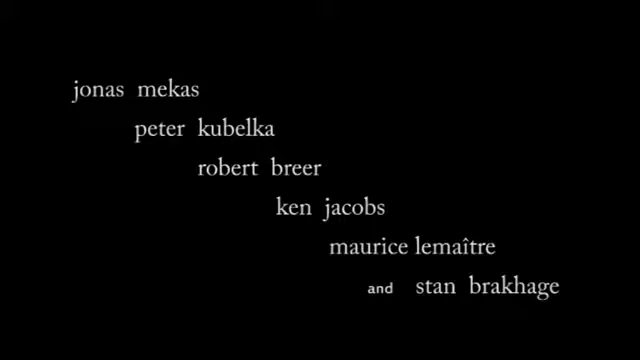 jonas mekas
peter kubelka
robert breer
ken jacobs
maurice lemaître
and stan brakhage